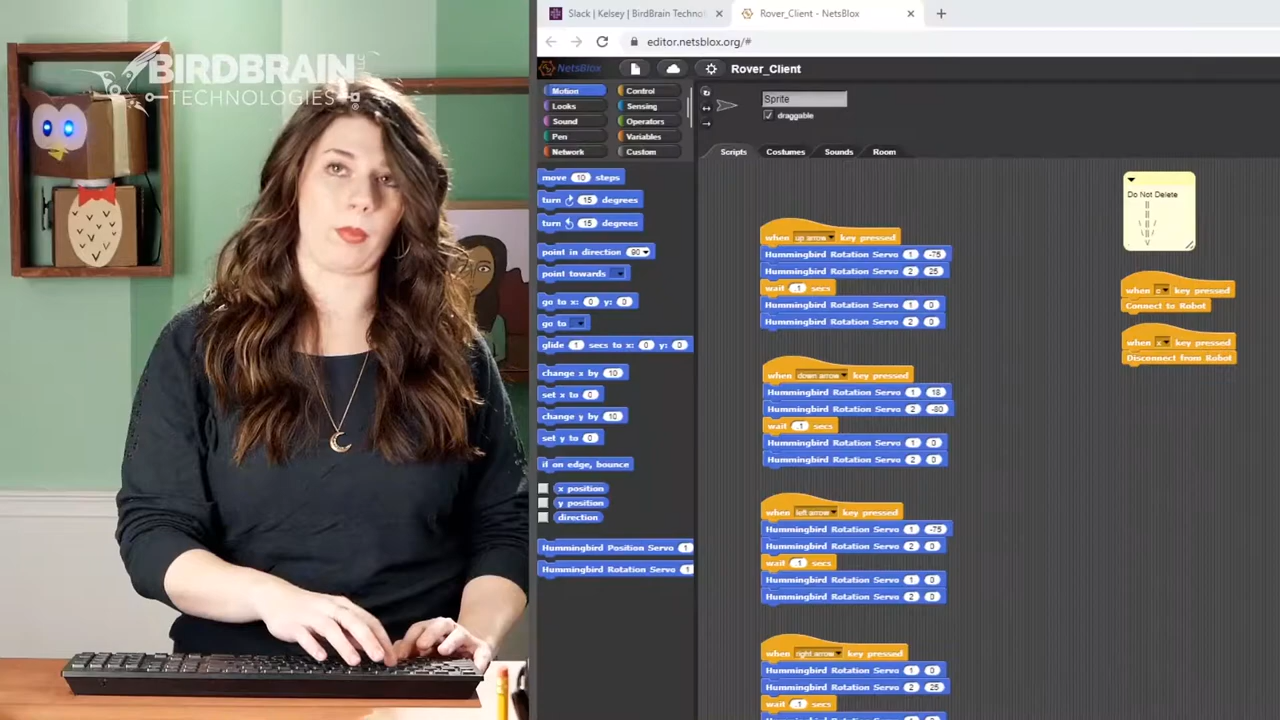 BIRDBRAIN LLC
TECHNOLOGIES
Slack | Kelsey | BirdBrain Techno
Rover_Client - NetsBlox
editor.netsblox.org/#
NetsBlox
Rover_Client
Motion
Control
Looks
Sensing
Sound
Operators
Pen
Variables
Network
Custom
Sprite
draggable
Scripts
Costumes
Sounds
Room
move 10 steps
turn 15 degrees
turn 15 degrees
point in direction 90
point towards
go to x: 0 y: 0
go to
glide 1 secs to x: 0 y: 0
change x by 10
set x to 0
change y by 10
set y to 0
if on edge, bounce
x position
y position
direction
Hummingbird Position Servo 1
Hummingbird Rotation Servo 1
when up arrow key pressed
Hummingbird Rotation Servo 1 -75
Hummingbird Rotation Servo 2 25
wait .1 secs
Hummingbird Rotation Servo 1 0
Hummingbird Rotation Servo 2 0
when down arrow key pressed
Hummingbird Rotation Servo 1 18
Hummingbird Rotation Servo 2 -80
wait .1 secs
Hummingbird Rotation Servo 1 0
Hummingbird Rotation Servo 2 0
when left arrow key pressed
Hummingbird Rotation Servo 1 -75
Hummingbird Rotation Servo 2 0
wait .1 secs
Hummingbird Rotation Servo 1 0
Hummingbird Rotation Servo 2 0
when right arrow key pressed
Hummingbird Rotation Servo 1 0
Hummingbird Rotation Servo 2 25
wait .1 secs
Do Not Delete
when c key pressed
Connect to Robot
when x key pressed
Disconnect from Robot